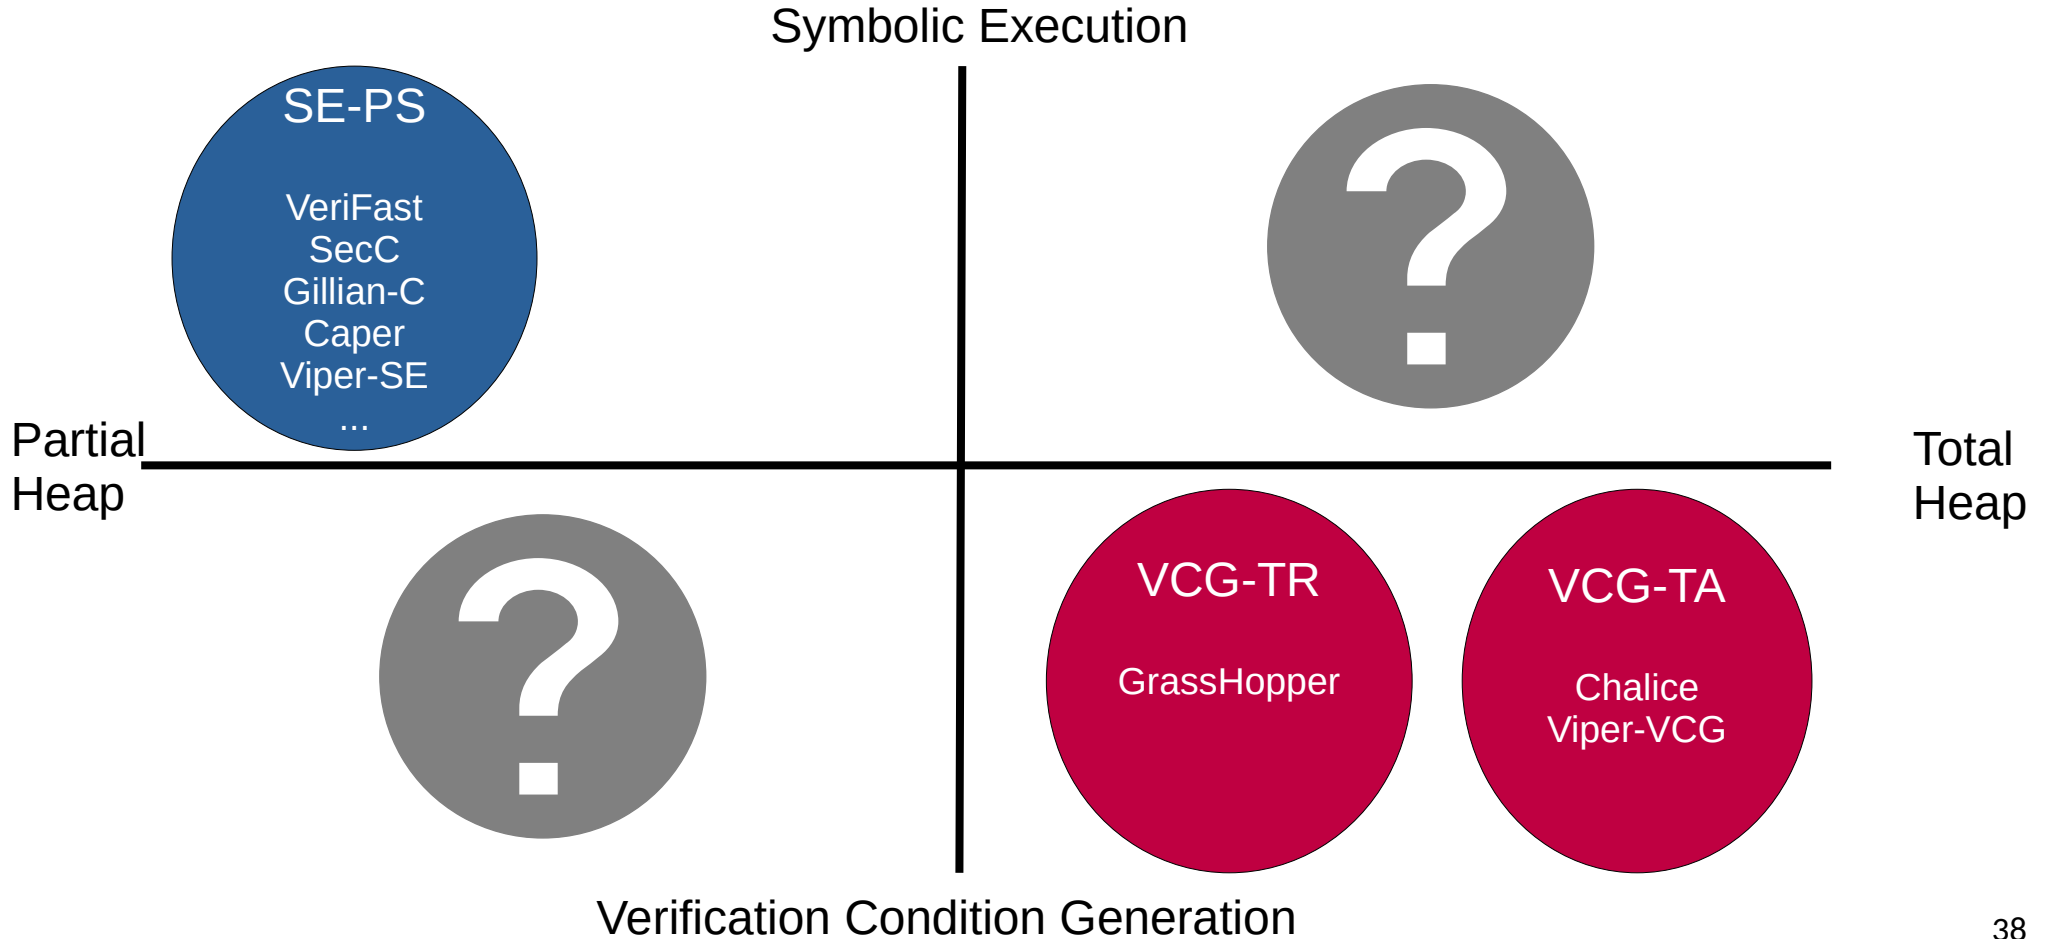 Symbolic Execution
SE-PS
VeriFast
SecC
Gillian-C
Caper
Viper-SE
...
?
Partial
Heap
Total
Heap
?
VCG-TR
GrassHopper
VCG-TA
Chalice
Viper-VCG
Verification Condition Generation
38